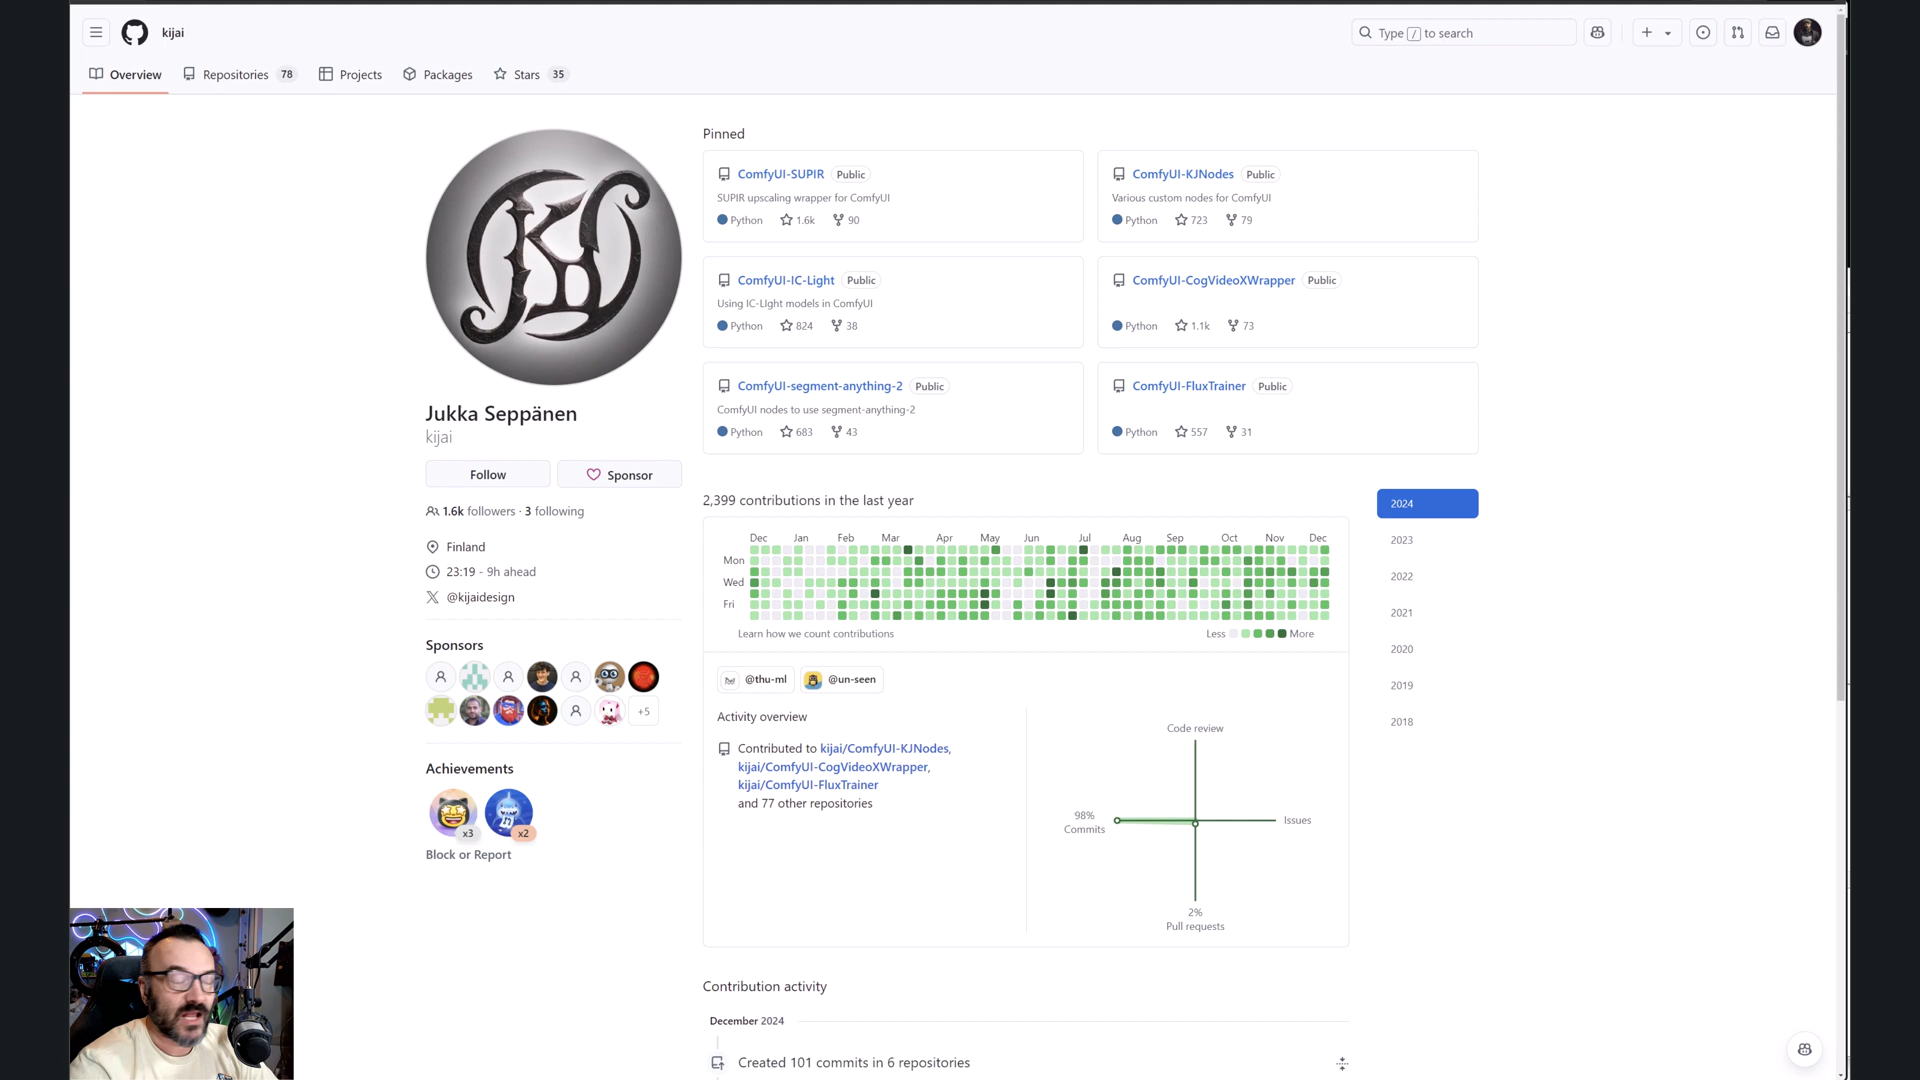 kijai
Type / to search
Overview
Repositories 78
Projects
Packages
Stars 35
Jukka Seppänen
kijai
Follow
Sponsor
1.6k followers · 3 following
Finland
23:19 - 9h ahead
@kijaidesign
Sponsors
+5
Achievements
x3
x2
Block or Report
Pinned
ComfyUI-SUPIR Public
SUPIR upscaling wrapper for ComfyUI
Python 1.6k 90
ComfyUI-KJNodes Public
Various custom nodes for ComfyUI
Python 723 79
ComfyUI-IC-Light Public
Using IC-LIght models in ComfyUI
Python 824 38
ComfyUI-CogVideoXWrapper Public
Python 1.1k 73
ComfyUI-segment-anything-2 Public
ComfyUI nodes to use segment-anything-2
Python 683 43
ComfyUI-FluxTrainer Public
Python 557 31
2,399 contributions in the last year
Dec Jan Feb Mar Apr May Jun Jul Aug Sep Oct Nov Dec
Mon
Wed
Fri
Learn how we count contributions
Less More
@thu-ml
@un-seen
Activity overview
Contributed to kijai/ComfyUI-KJNodes,
kijai/ComfyUI-CogVideoXWrapper,
kijai/ComfyUI-FluxTrainer
and 77 other repositories
Code review
98%
Commits
Issues
2%
Pull requests
2024
2023
2022
2021
2020
2019
2018
Contribution activity
December 2024
Created 101 commits in 6 repositories